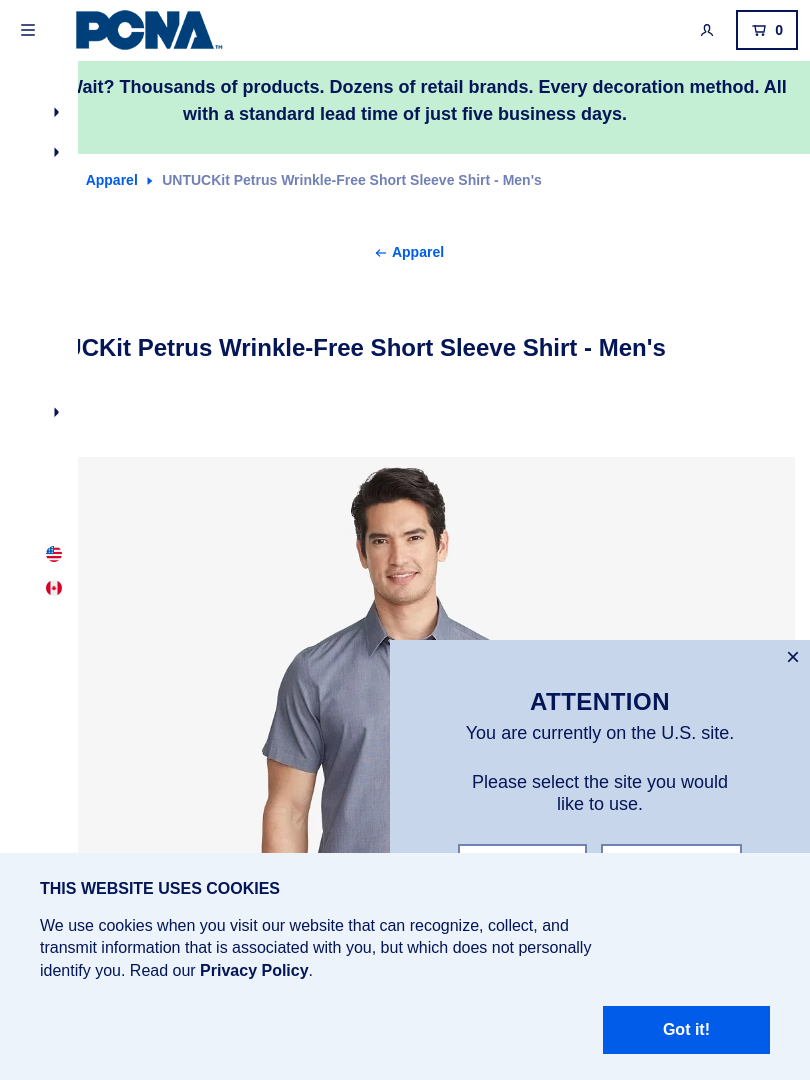 PCNA™
0
Wait? Thousands of products. Dozens of retail brands. Every decoration method. All
with a standard lead time of just five business days.
Apparel UNTUCKit Petrus Wrinkle-Free Short Sleeve Shirt - Men's
Apparel
UCKit Petrus Wrinkle-Free Short Sleeve Shirt - Men's
ATTENTION
You are currently on the U.S. site.
Please select the site you would
like to use.
THIS WEBSITE USES COOKIES
We use cookies when you visit our website that can recognize, collect, and
transmit information that is associated with you, but which does not personally
identify you. Read our Privacy Policy.
Got it!